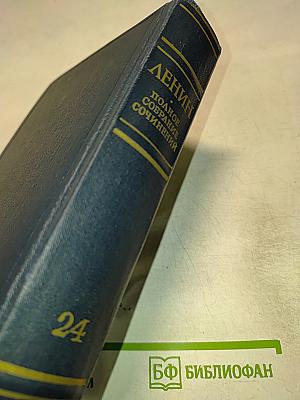 ЛЕНИН
ПОЛНОЕ
СОБРАНИЕ
СОЧИНЕНИЙ
24
БФ БИБЛИОФАН